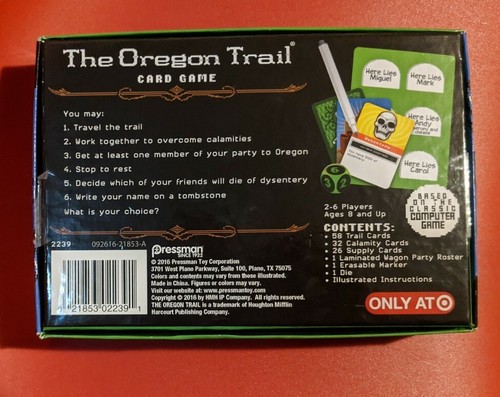 The Oregon Trail®
CARD GAME
You may:
1. Travel the trail
2. Work together to overcome calamities
3. Get at least one member of your party to Oregon
4. Stop to rest
5. Decide which of your friends will die of dysentery
6. Write your name on a tombstone
What is your choice?
2239
092616-21853-A
21853 02239 1
Pressman
SINCE 1922
© 2016 Pressman Toy Corporation
3701 West Plano Parkway, Suite 100, Plano, TX 75075
Colors and contents may vary from those illustrated.
Made in China. Figures or colors may vary.
Visit our website at: www.pressmantoy.com
Copyright © 2016 by HMH IP Company. All rights reserved.
THE OREGON TRAIL is a trademark of Houghton Mifflin
Harcourt Publishing Company.
Here Lies
Miguel
Here Lies
Mark
Here Lies
Andy
Here Lies
Carol
6
3 2
BASED
ON THE
CLASSIC
COMPUTER
GAME
2-6 Players
Ages 8 and Up
CONTENTS:
• 58 Trail Cards
• 32 Calamity Cards
• 26 Supply Cards
• 1 Laminated Wagon Party Roster
• 1 Erasable Marker
• 1 Die
• Illustrated Instructions
ONLY AT